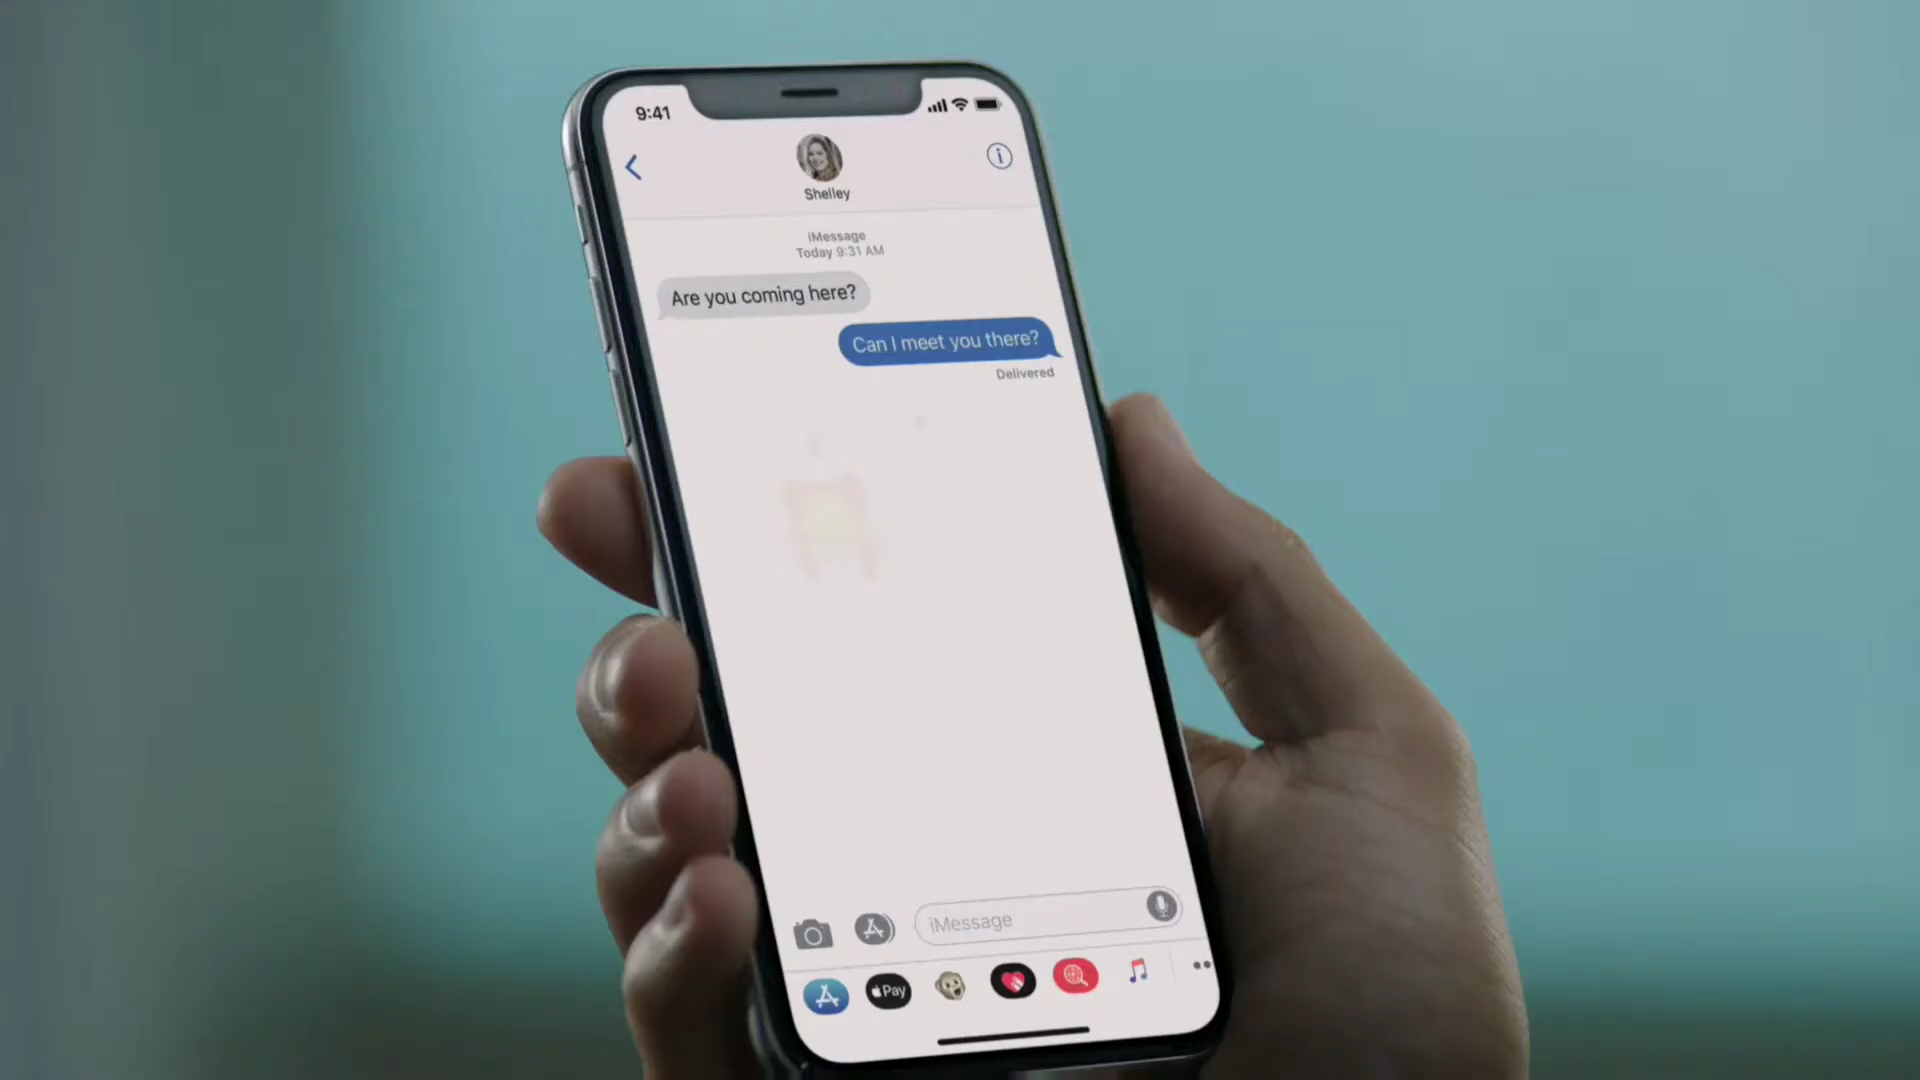 9:41
Shelley
iMessage
Today 9:31 AM
Are you coming here?
Can I meet you there?
Delivered
iMessage
Pay